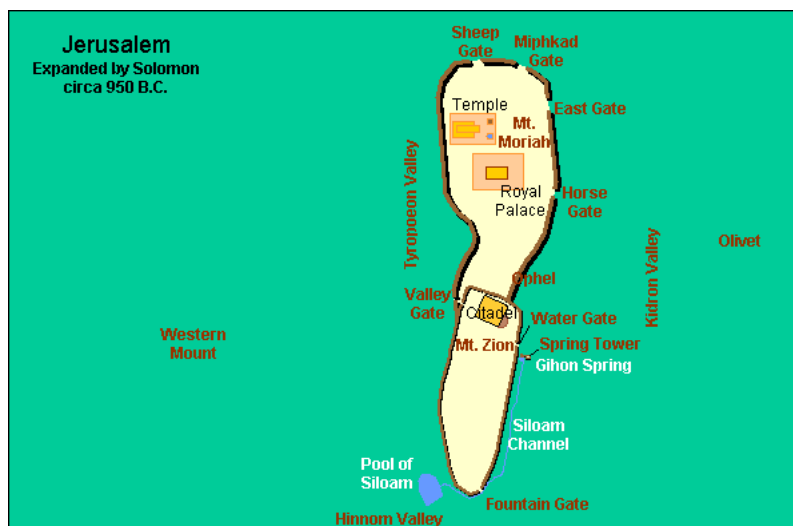 Jerusalem
Expanded by Solomon
circa 950 B.C.
Sheep
Gate
Miphkad
Gate
Temple
East Gate
Mt.
Moriah
Tyropoeon Valley
Royal
Palace
Horse
Gate
Kidron Valley
Olivet
Ophel
Valley
Gate
Citadel
Water Gate
Western
Mount
Mt. Zion
Spring Tower
Gihon Spring
Siloam
Channel
Pool of
Siloam
Fountain Gate
Hinnom Valley